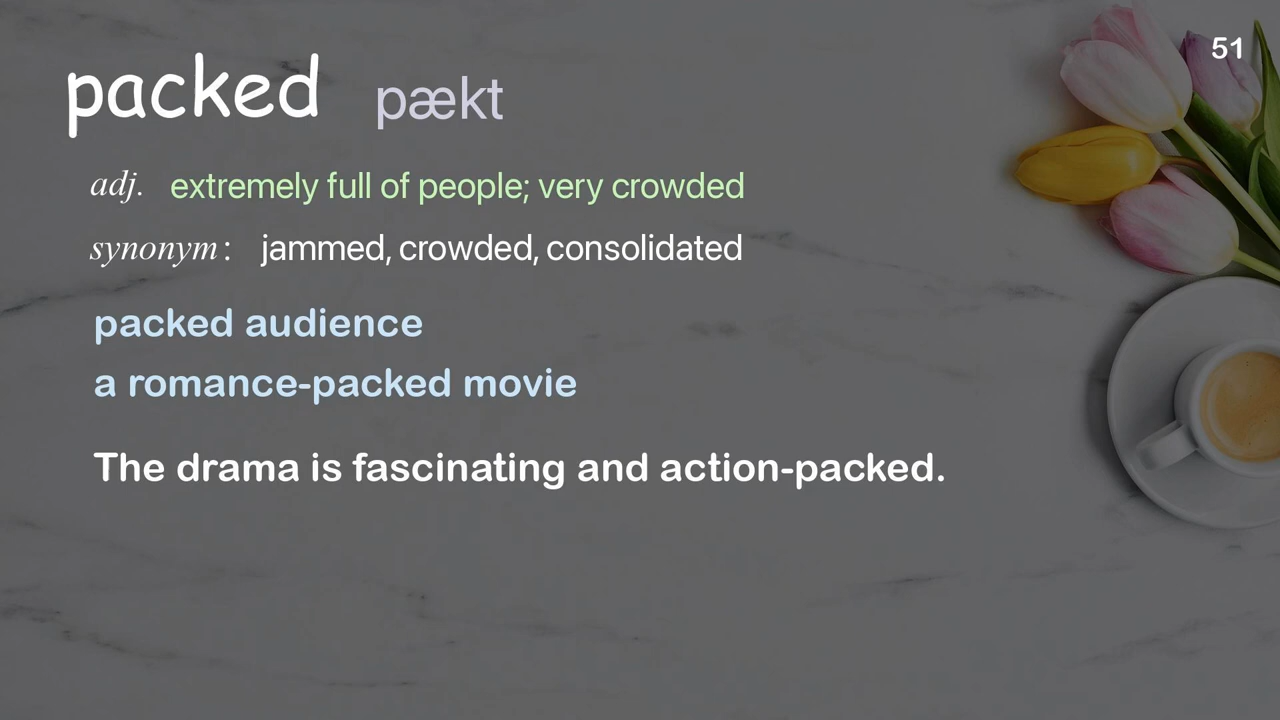 51
packed pækt
adj. extremely full of people; very crowded
synonym: jammed, crowded, consolidated
packed audience
a romance-packed movie
The drama is fascinating and action-packed.